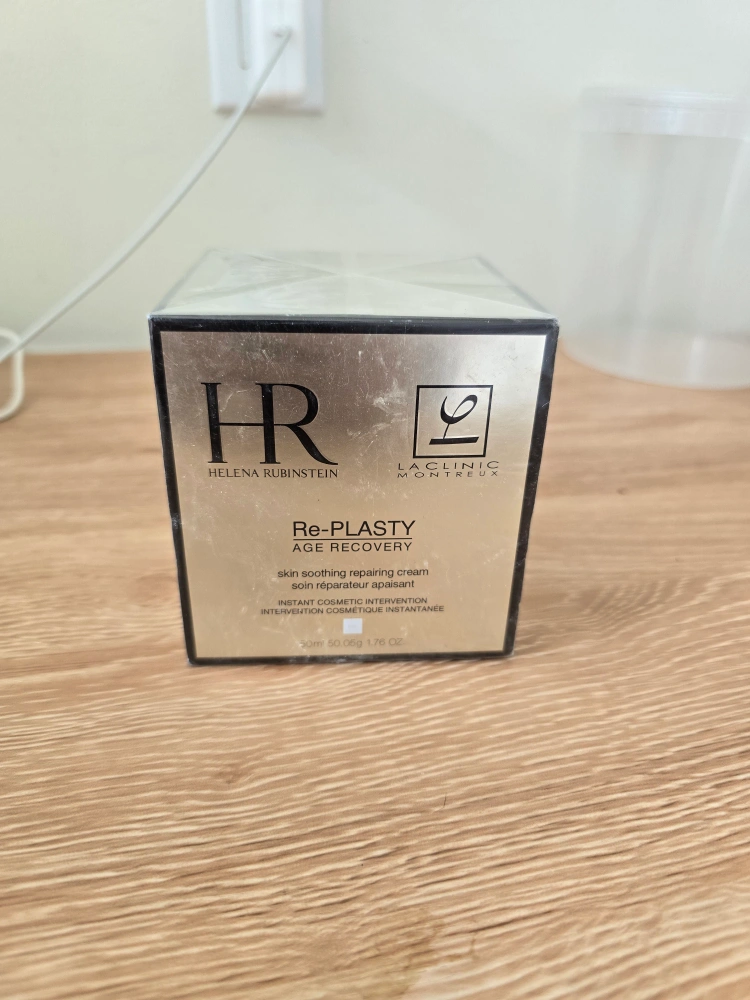 HR
HELENA RUBINSTEIN
LACLINIC
MONTREUX
Re-PLASTY
AGE RECOVERY
skin soothing repairing cream
soin réparateur apaisant
INSTANT COSMETIC INTERVENTION
INTERVENTION COSMÉTIQUE INSTANTANÉE
50ml 50.06g 1.76 OZ.